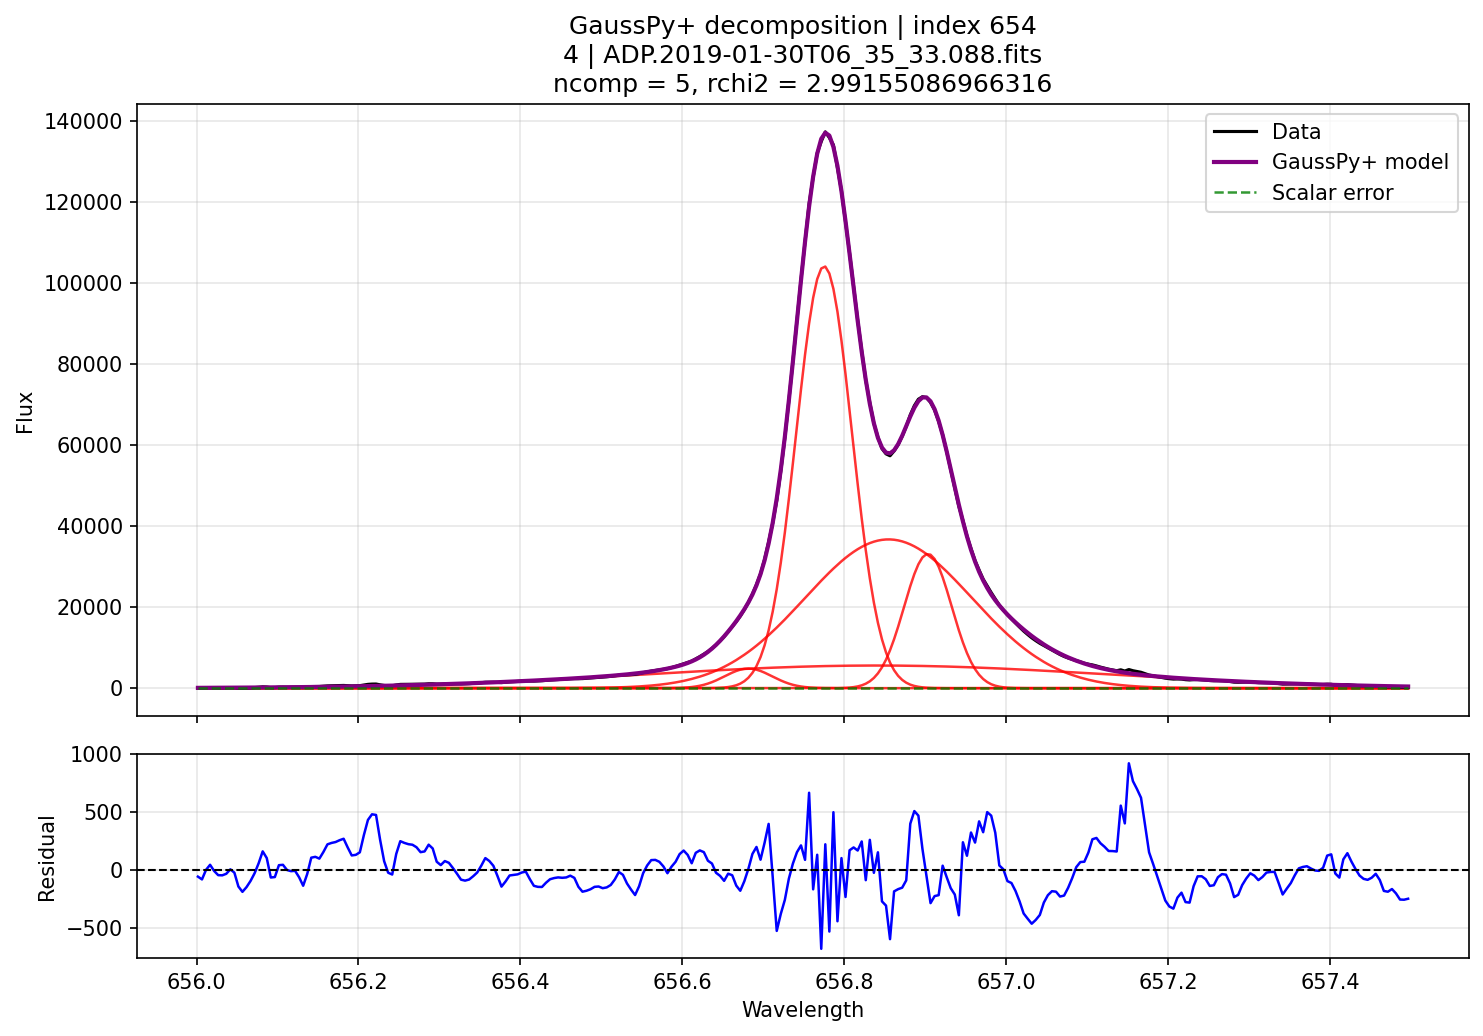 GaussPy+ decomposition | index 654
4 | ADP.2019-01-30T06_35_33.088.fits
ncomp = 5, rchi2 = 2.99155086966316
Data
GaussPy+ model
Scalar error
Flux
140000
120000
100000
80000
60000
40000
20000
0
Residual
1000
500
0
−500
656.0 656.2 656.4 656.6 656.8 657.0 657.2 657.4
Wavelength